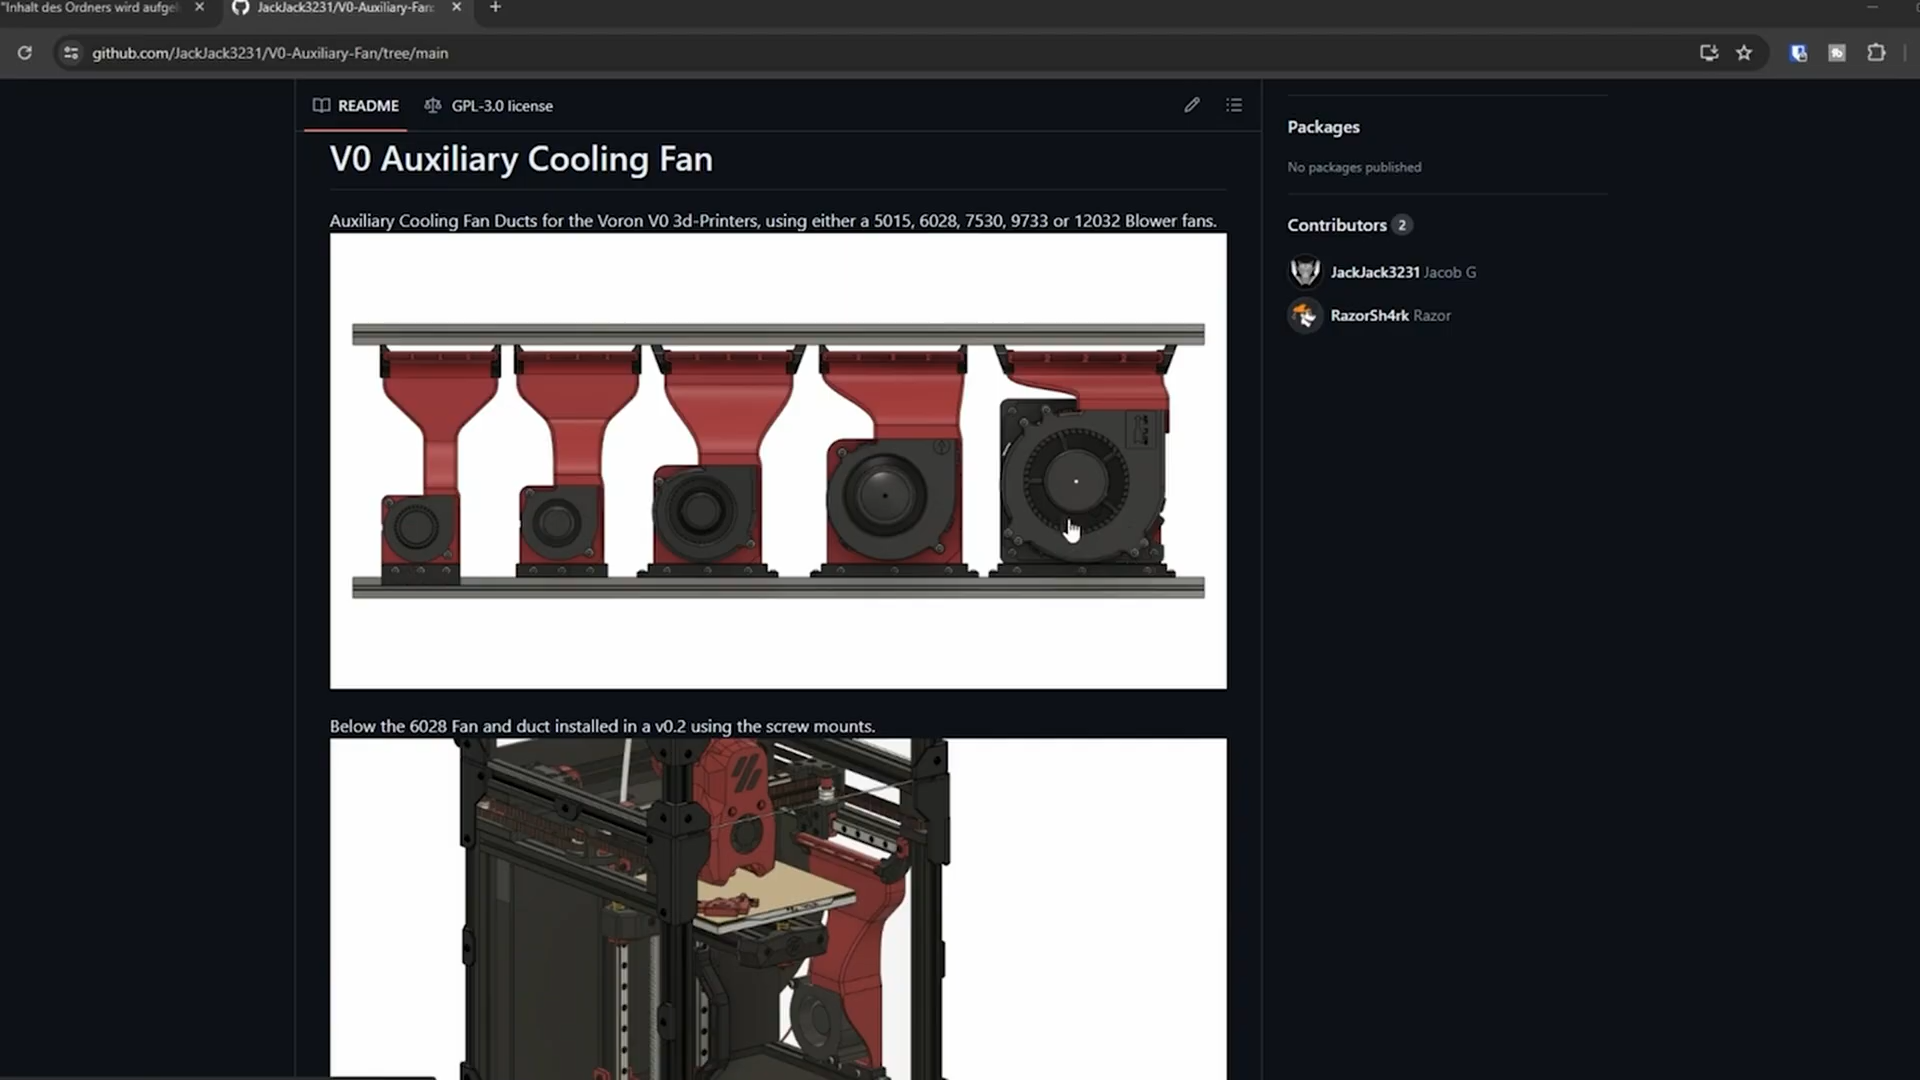 "Inhalt des Ordners wird aufge
JackJack3231/V0-Auxiliary-Fan:
github.com/JackJack3231/V0-Auxiliary-Fan/tree/main
README
GPL-3.0 license
V0 Auxiliary Cooling Fan
Auxiliary Cooling Fan Ducts for the Voron V0 3d-Printers, using either a 5015, 6028, 7530, 9733 or 12032 Blower fans.
Below the 6028 Fan and duct installed in a v0.2 using the screw mounts.
Packages
No packages published
Contributors 2
JackJack3231 Jacob G
RazorSh4rk Razor